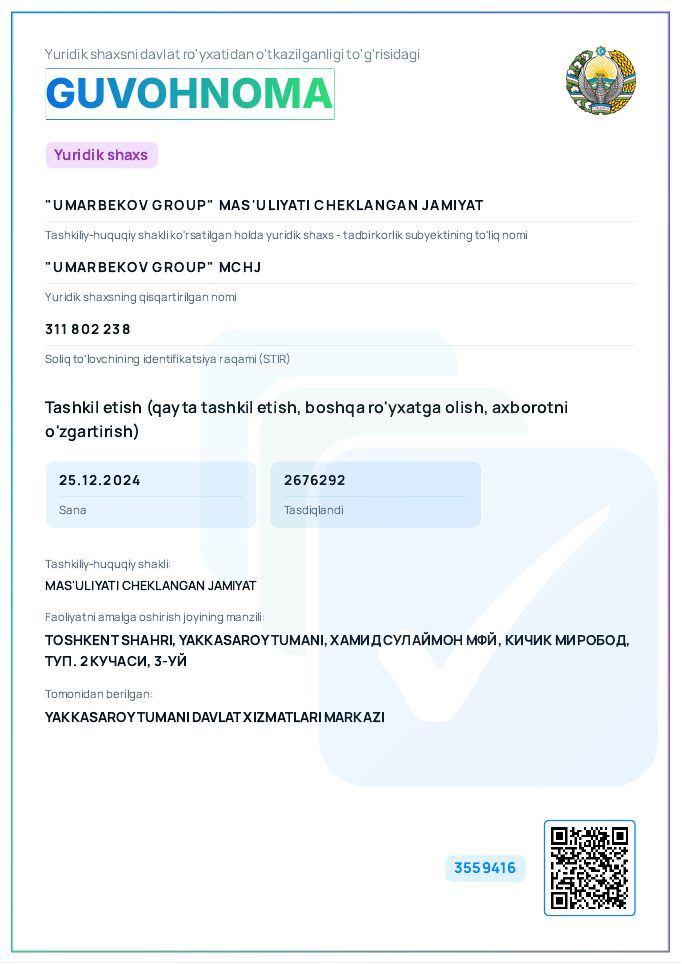 Yuridik shaxsni davlat ro'yxatidan o'tkazilganligi to'g'risidagi
GUVOHNOMA
Yuridik shaxs
"UMARBEKOV GROUP" MAS'ULIYATI CHEKLANGAN JAMIYAT
Tashkiliy-huquqiy shakli ko'rsatilgan holda yuridik shaxs - tadbirkorlik subyektining to'liq nomi
"UMARBEKOV GROUP" MCHJ
Yuridik shaxsning qisqartirilgan nomi
311 802 238
Soliq to'lovchining identifikatsiya raqami (STIR)
Tashkil etish (qayta tashkil etish, boshqa ro'yxatga olish, axborotni
o'zgartirish)
25.12.2024
Sana
2676292
Tasdiqlandi
Tashkiliy-huquqiy shakli:
MAS'ULIYATI CHEKLANGAN JAMIYAT
Faoliyatni amalga oshirish joyining manzili:
TOSHKENT SHAHRI, YAKKASAROY TUMANI, ХАМИД СУЛАЙМОН МФЙ, КИЧИК МИРОБОД,
ТУП. 2 КУЧАСИ, 3-УЙ
Tomonidan berilgan:
YAKKASAROY TUMANI DAVLAT XIZMATLARI MARKAZI
3559416